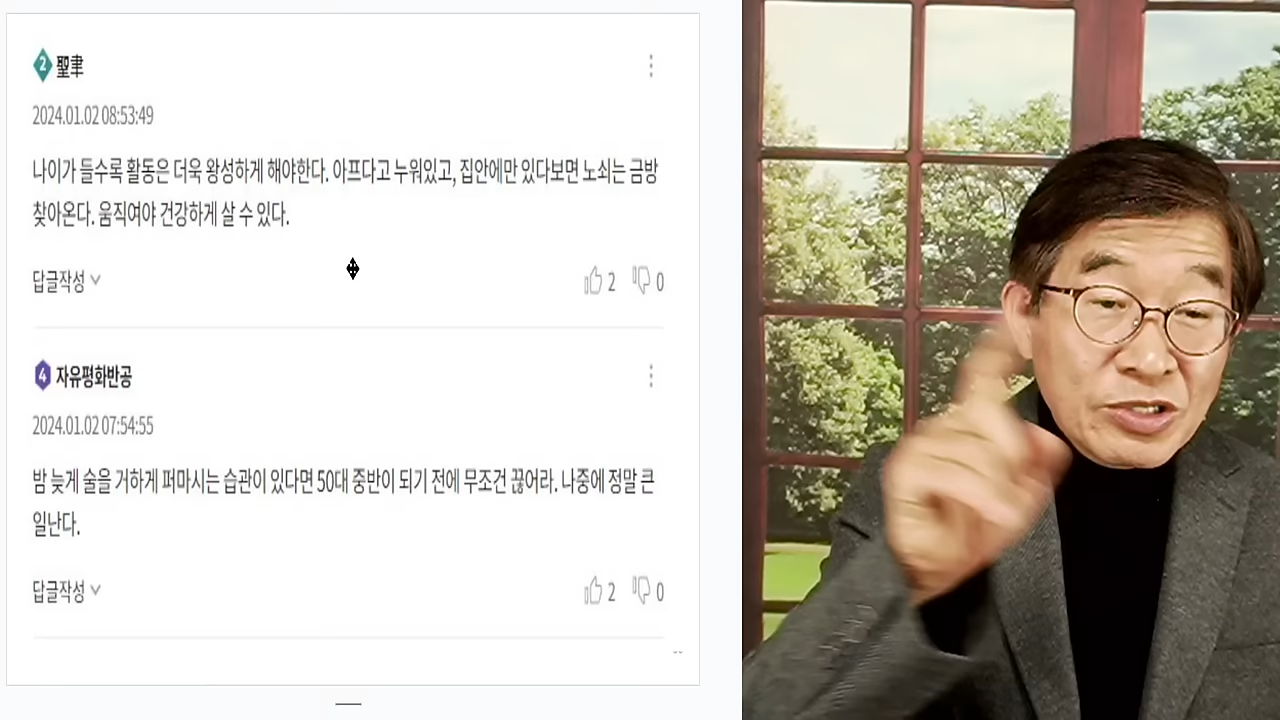 2 聖聿
2024.01.02 08:53:49
나이가 들수록 활동은 더욱 왕성하게 해야한다. 아프다고 누워있고, 집안에만 있다보면 노쇠는 금방
찾아온다. 움직여야 건강하게 살 수 있다.
답글작성 2 0
4 자유평화반공
2024.01.02 07:54:55
밤 늦게 술을 거하게 퍼마시는 습관이 있다면 50대 중반이 되기 전에 무조건 끊어라. 나중에 정말 큰
일난다.
답글작성 2 0